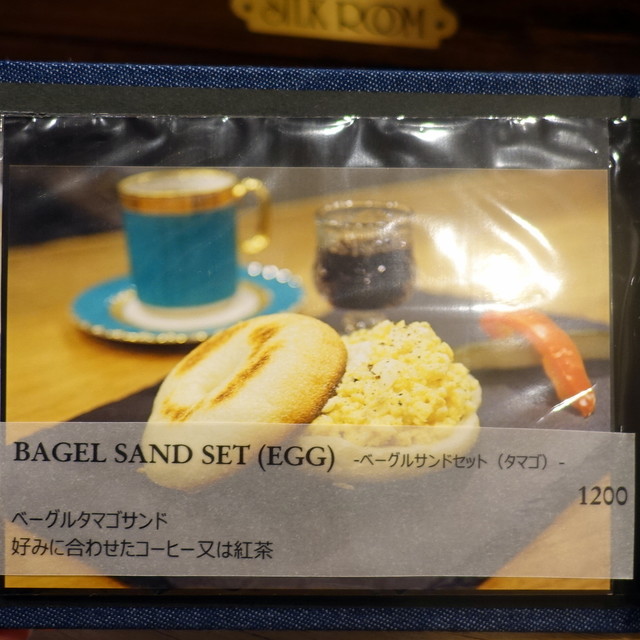 SILK ROOM
BAGEL SAND SET (EGG) -ベーグルサンドセット（タマゴ）-
1200
ベーグルタマゴサンド
好みに合わせたコーヒー又は紅茶